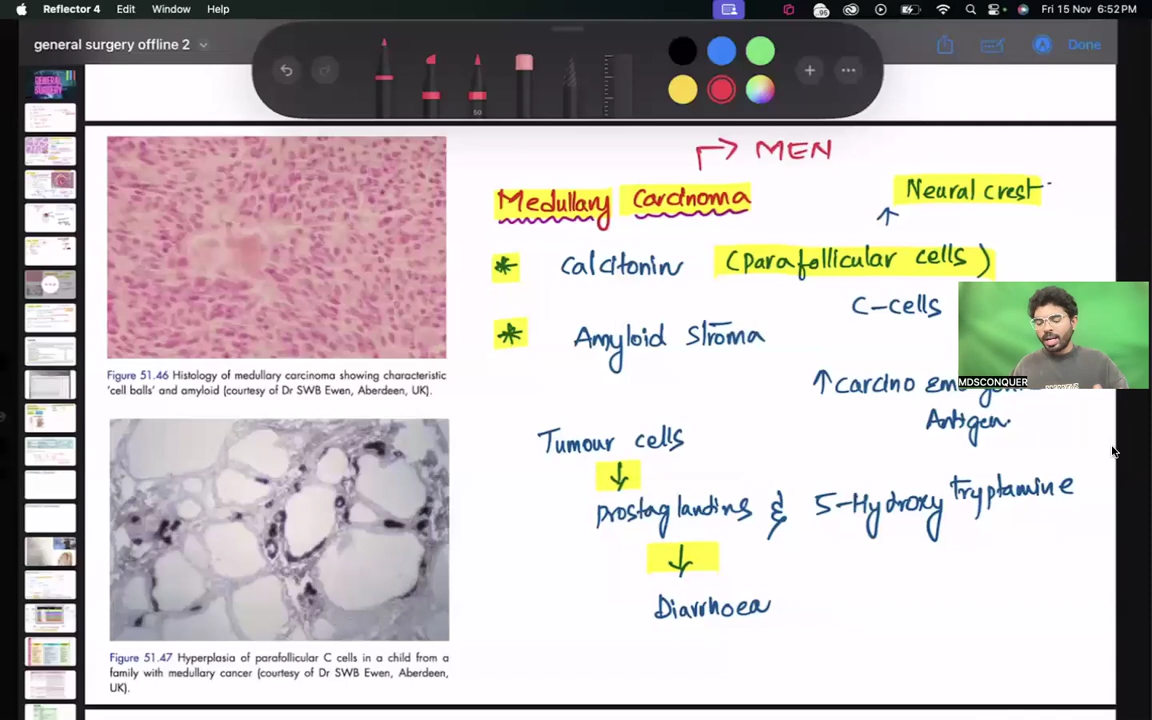 Reflector 4 Edit Window Help
Fri 15 Nov 6:52 PM
general surgery offline 2
Done
50
MEN
Medullary Carcinoma
Neural crest
* Calcitonin (parafollicular cells)
C-cells
* Amyloid stroma
↑ carcino
Antigen
MDSCONQUER
Tumour cells
↓
prostaglandins & 5-Hydroxy tryptamine
↓
Diarrhoea
Figure 51.46 Histology of medullary carcinoma showing characteristic
'cell balls' and amyloid (courtesy of Dr SWB Ewen, Aberdeen, UK).
Figure 51.47 Hyperplasia of parafollicular C cells in a child from a
family with medullary cancer (courtesy of Dr SWB Ewen, Aberdeen,
UK).